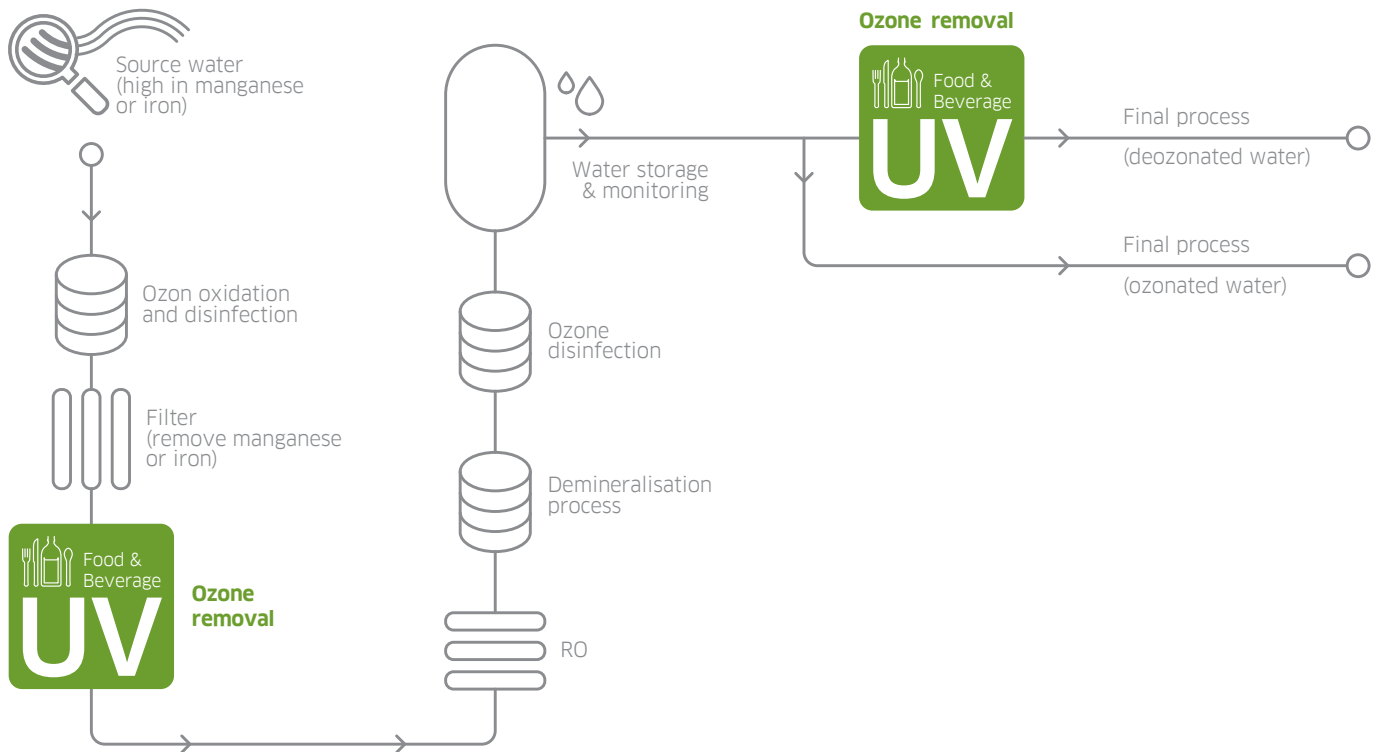 Source water
(high in manganese
or iron)
Ozon oxidation
and disinfection
Filter
(remove manganese
or iron)
Food &
Beverage
UV
Ozone
removal
RO
Demineralisation
process
Ozone
disinfection
Water storage
& monitoring
Ozone removal
Food &
Beverage
UV
Final process
(deozonated water)
Final process
(ozonated water)